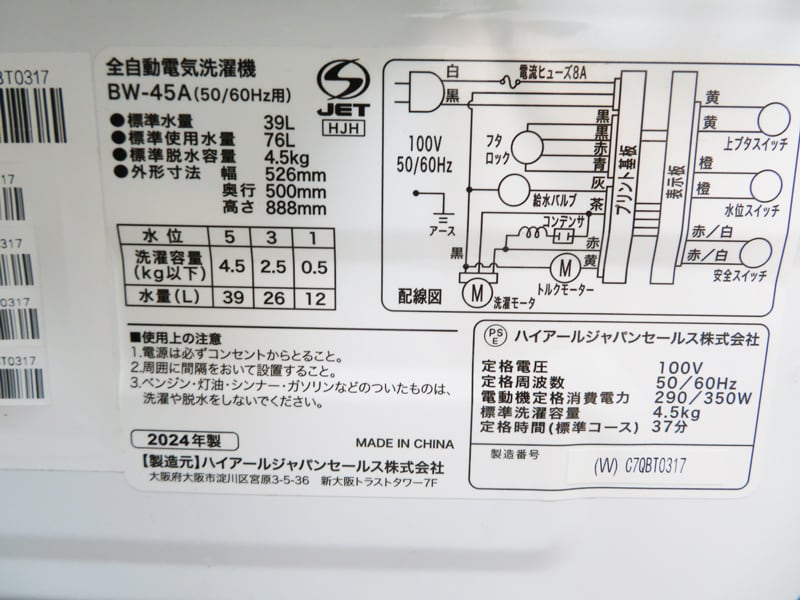 BT0317
17
0317
0317
BT0317
全自動電気洗濯機
BW-45A(50/60Hz用)
S
JET
HJH
●標準水量 39L
●標準使用水量 76L
●標準脱水容量 4.5kg
●外形寸法 幅 526mm
奥行 500mm
高さ 888mm
水位 5 3 1
洗濯容量(kg以下) 4.5 2.5 0.5
水量(L) 39 26 12
白
黒
電流ヒューズ8A
100V
50/60Hz
アース
フタロック
黒
黒
赤
青
灰
給水バルブ
茶
コンデンサ
赤
黒
黄
M
洗濯モータ
M
トルクモーター
配線図
プリント基板
表示板
黄
黄
上ブタスイッチ
橙
橙
水位スイッチ
赤/白
赤/白
安全スイッチ
■使用上の注意
1.電源は必ずコンセントからとること。
2.周囲に間隔をおいて設置すること。
3.ベンジン・灯油・シンナー・ガソリンなどのついたものは、
洗濯や脱水をしないでください。
2024年製
MADE IN CHINA
【製造元】ハイアールジャパンセールス株式会社
大阪府大阪市淀川区宮原3-5-36 新大阪トラストタワー7F
PSE ハイアールジャパンセールス株式会社
定格電圧 100V
定格周波数 50/60Hz
電動機定格消費電力 290/350W
標準洗濯容量 4.5kg
定格時間(標準コース) 37分
製造番号 (W) C7QBT0317